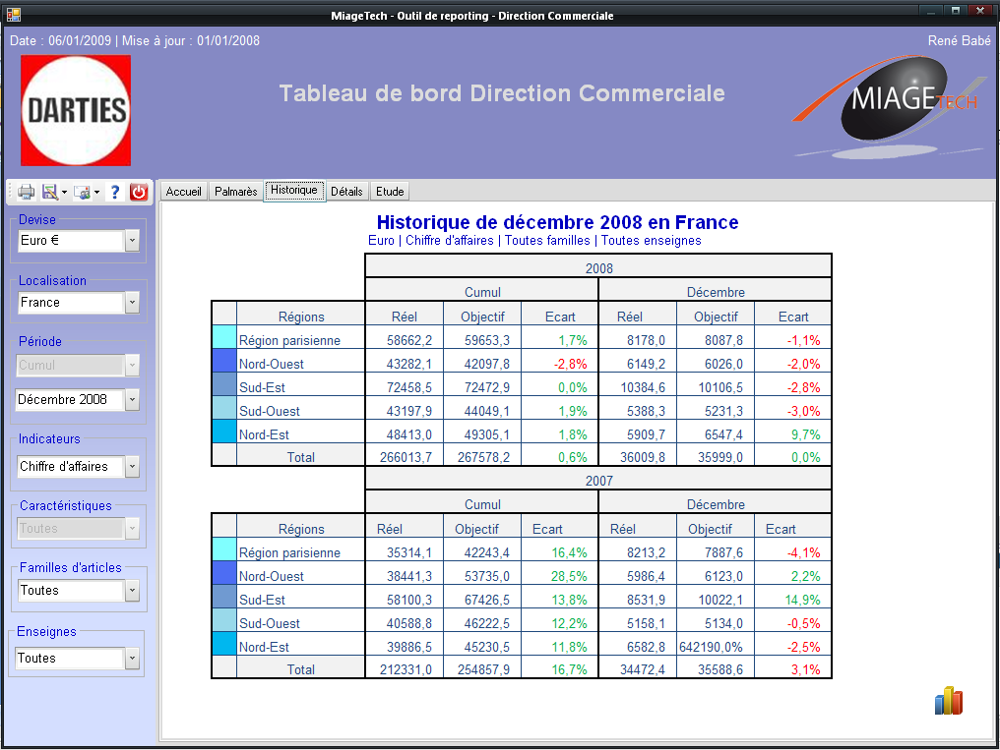 MiageTech - Outil de reporting - Direction Commerciale
Date : 06/01/2009 | Mise à jour : 01/01/2008 René Babé
DARTIES
Tableau de bord Direction Commerciale
MIAGETECH
Accueil Palmarès Historique Détails Etude
Devise
Euro €
Localisation
France
Période
Cumul
Décembre 2008
Indicateurs
Chiffre d'affaires
Caractéristiques
Toutes
Familles d'articles
Toutes
Enseignes
Toutes
Historique de décembre 2008 en France
Euro | Chiffre d'affaires | Toutes familles | Toutes enseignes
2008
Cumul Décembre
Régions Réel Objectif Ecart Réel Objectif Ecart
Région parisienne 58662,2 59653,3 1,7% 8178,0 8087,8 -1,1%
Nord-Ouest 43282,1 42097,8 -2,8% 6149,2 6026,0 -2,0%
Sud-Est 72458,5 72472,9 0,0% 10384,6 10106,5 -2,8%
Sud-Ouest 43197,9 44049,1 1,9% 5388,3 5231,3 -3,0%
Nord-Est 48413,0 49305,1 1,8% 5909,7 6547,4 9,7%
Total 266013,7 267578,2 0,6% 36009,8 35999,0 0,0%
2007
Cumul Décembre
Régions Réel Objectif Ecart Réel Objectif Ecart
Région parisienne 35314,1 42243,4 16,4% 8213,2 7887,6 -4,1%
Nord-Ouest 38441,3 53735,0 28,5% 5986,4 6123,0 2,2%
Sud-Est 58100,3 67426,5 13,8% 8531,9 10022,1 14,9%
Sud-Ouest 40588,8 46222,5 12,2% 5158,1 5134,0 -0,5%
Nord-Est 39886,5 45230,5 11,8% 6582,8 642190,0% -2,5%
Total 212331,0 254857,9 16,7% 34472,4 35588,6 3,1%